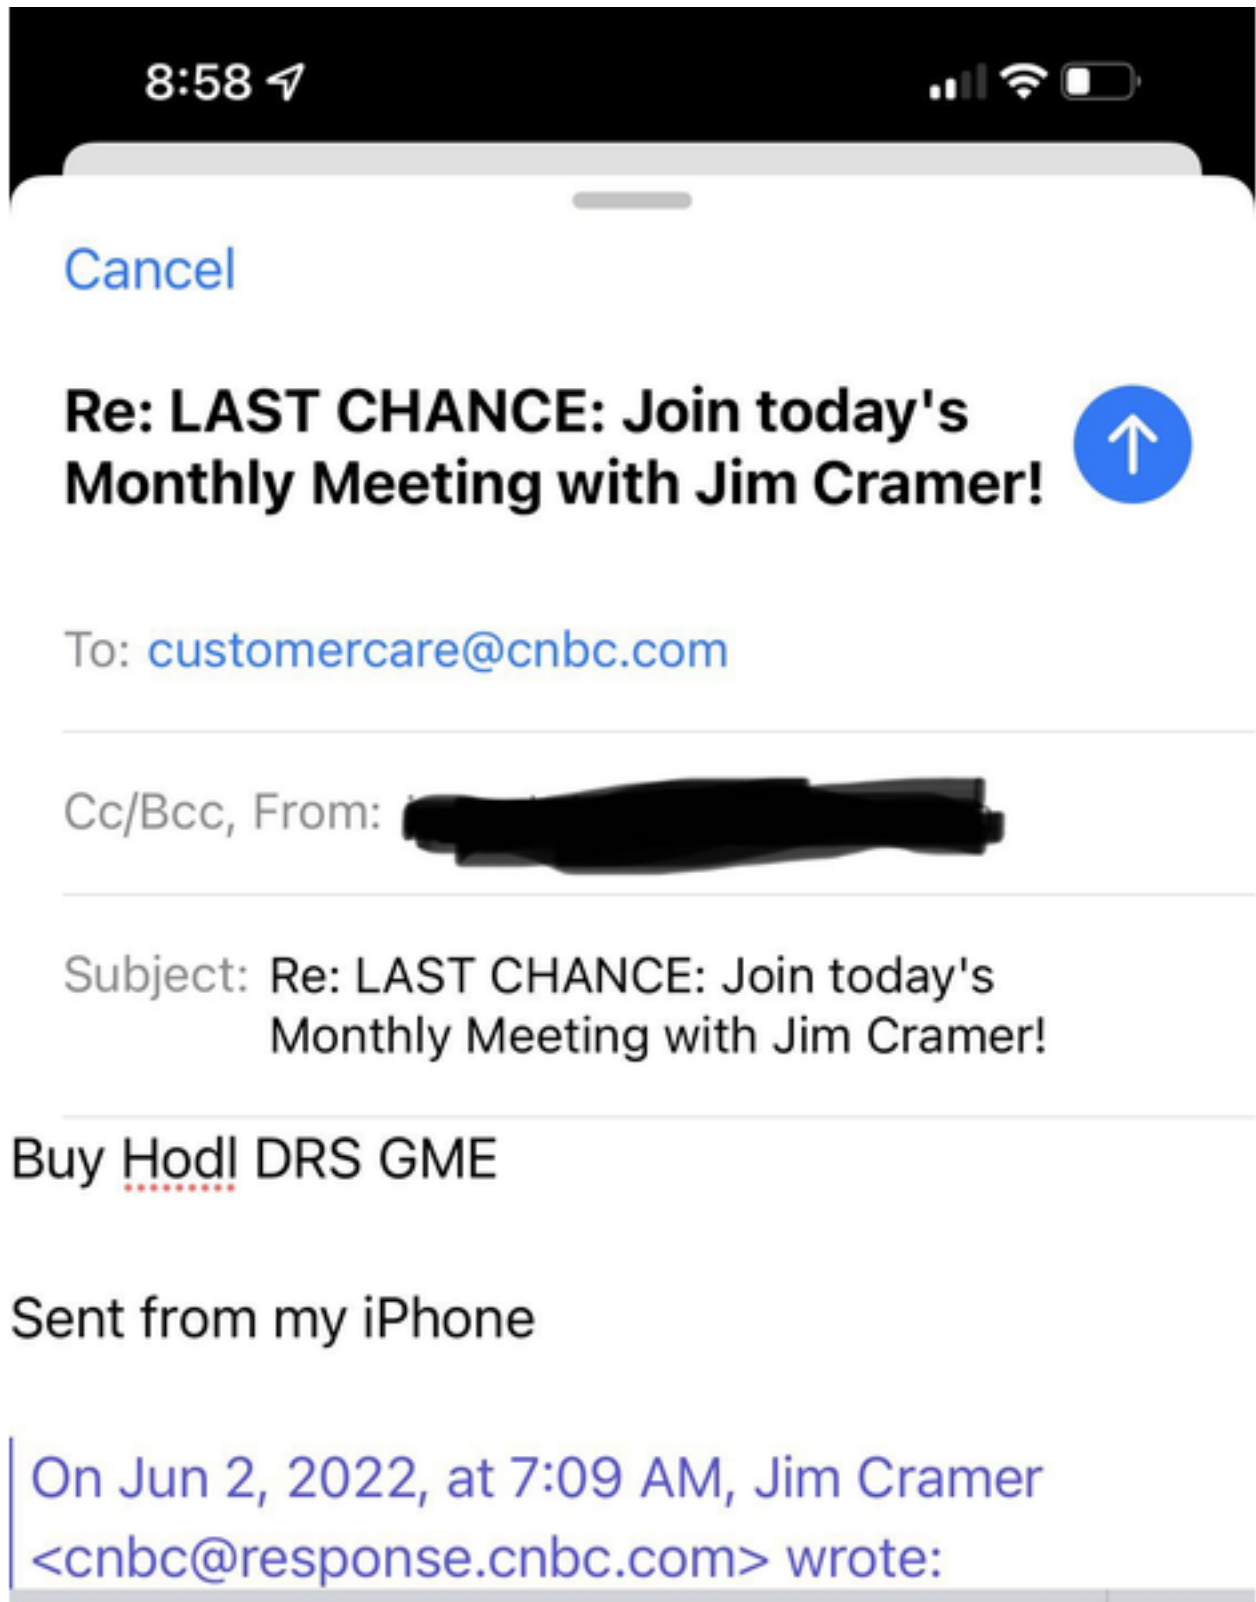 8:58
Cancel
Re: LAST CHANCE: Join today's
Monthly Meeting with Jim Cramer!
To: customercare@cnbc.com
Cc/Bcc, From:
Subject: Re: LAST CHANCE: Join today's
Monthly Meeting with Jim Cramer!
Buy Hodl DRS GME
Sent from my iPhone
On Jun 2, 2022, at 7:09 AM, Jim Cramer
<cnbc@response.cnbc.com> wrote: